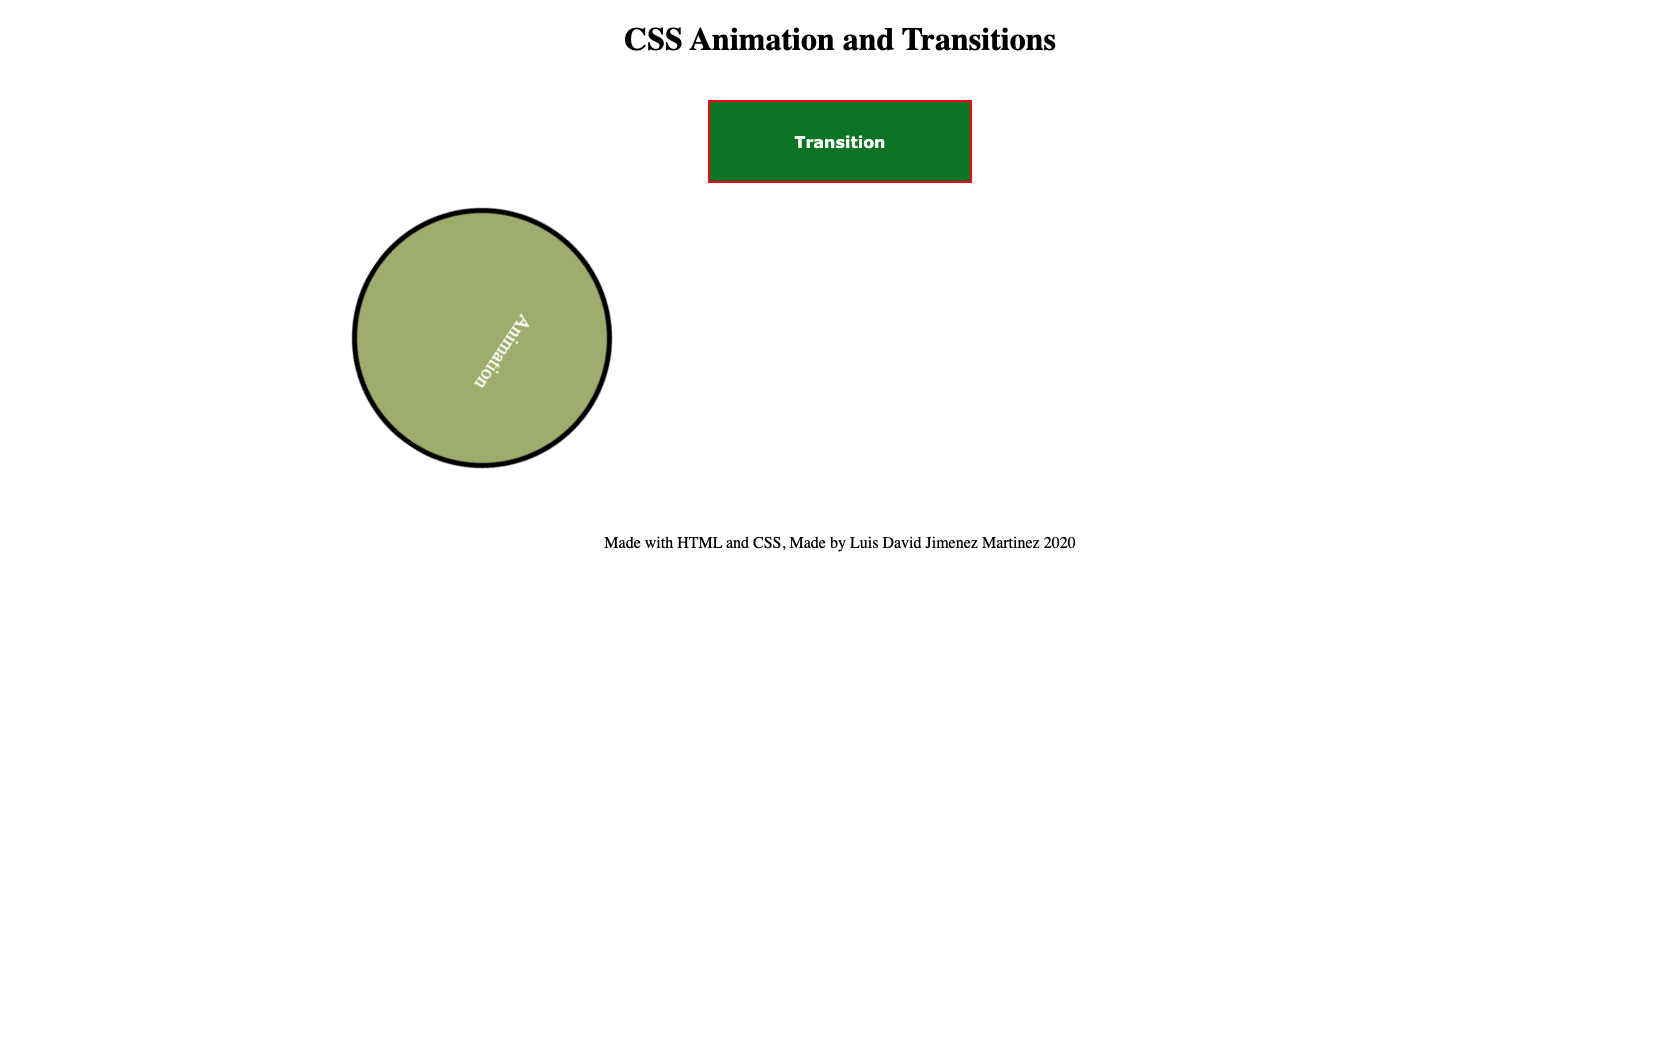 CSS Animation and Transitions
Transition
Animation
Made with HTML and CSS, Made by Luis David Jimenez Martinez 2020